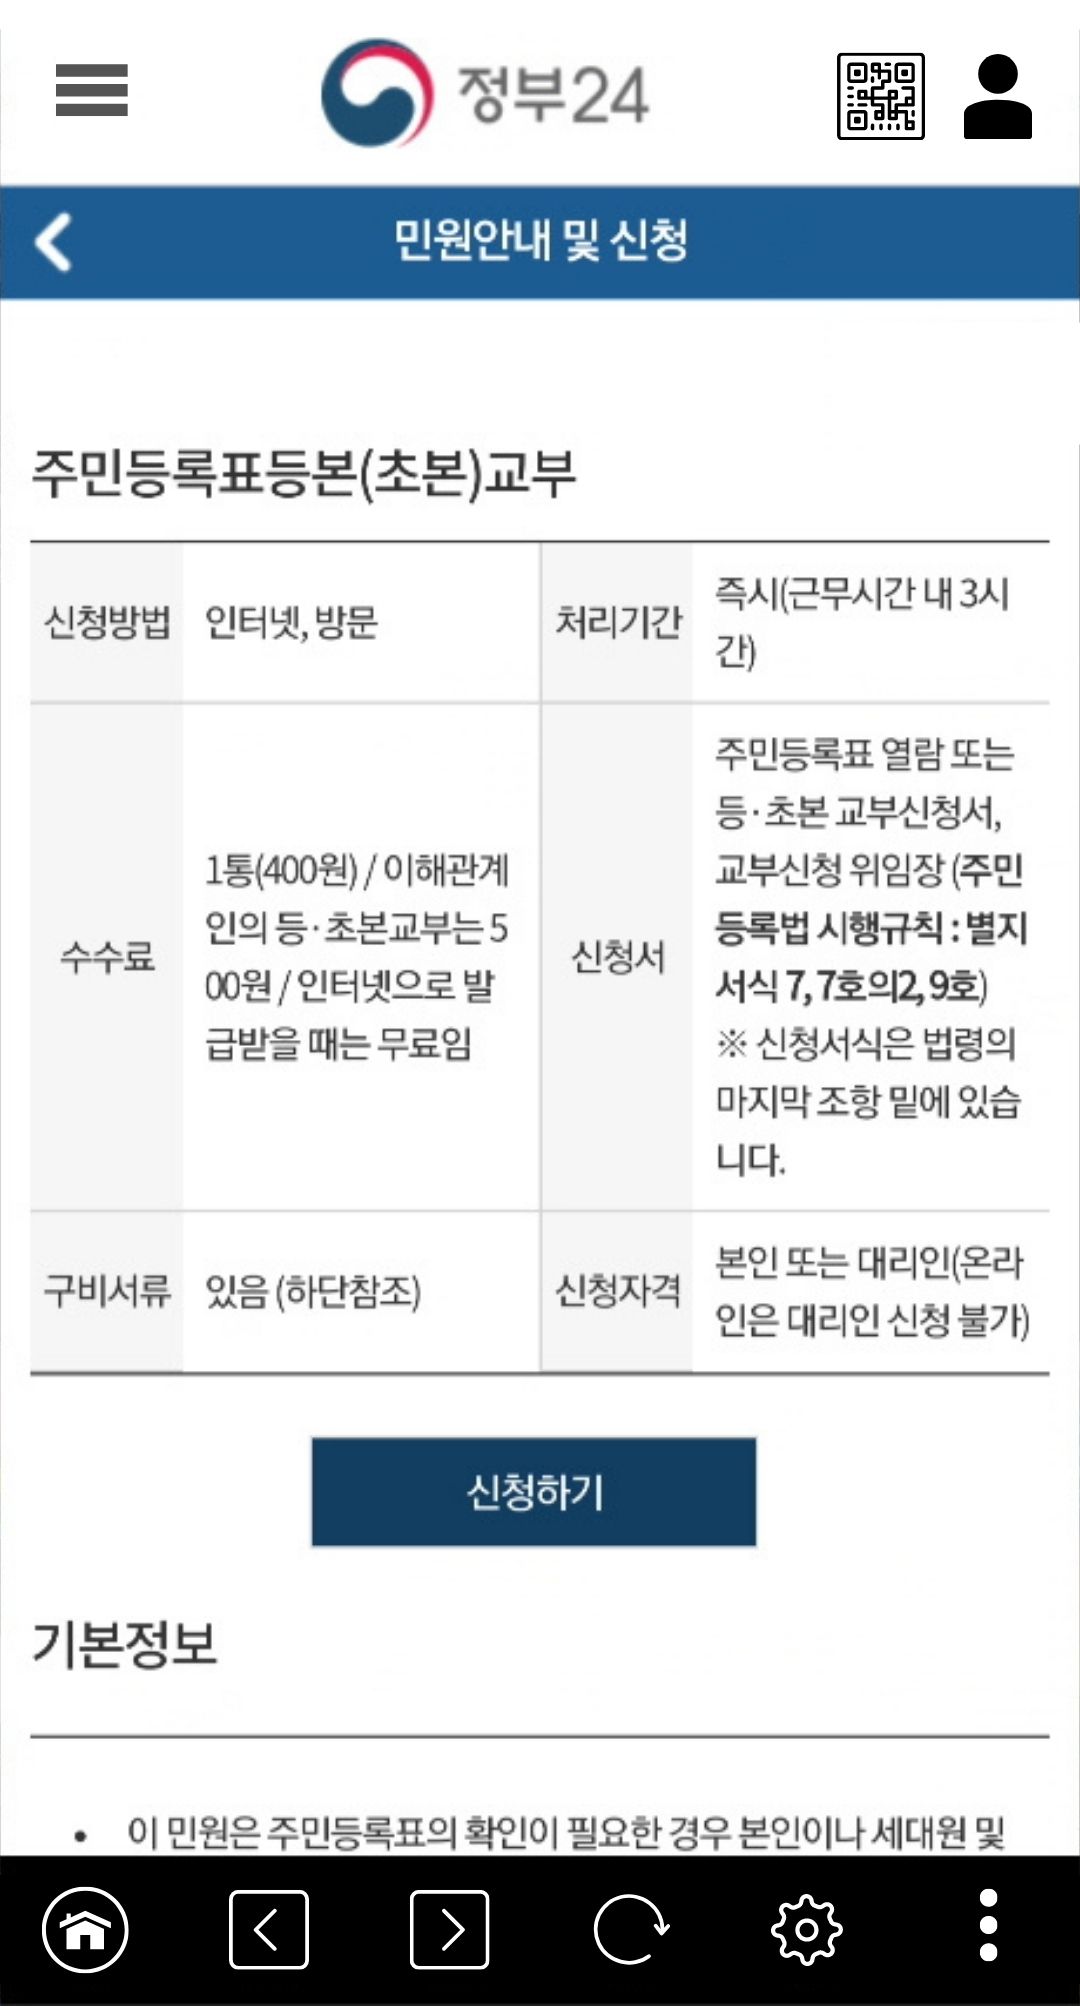 정부24
민원안내 및 신청
주민등록표등본(초본)교부
신청방법
인터넷, 방문
처리기간
즉시(근무시간 내 3시
간)
수수료
1통(400원) / 이해관계
인의 등·초본교부는 5
00원 / 인터넷으로 발
급받을 때는 무료임
신청서
주민등록표 열람 또는
등·초본 교부신청서,
교부신청 위임장 (주민
등록법 시행규칙 : 별지
서식 7, 7호의2, 9호)
※ 신청서식은 법령의
마지막 조항 밑에 있습
니다.
구비서류
있음 (하단참조)
신청자격
본인 또는 대리인(온라
인은 대리인 신청 불가)
신청하기
기본정보
• 이 민원은 주민등록표의 확인이 필요한 경우 본인이나 세대원 및